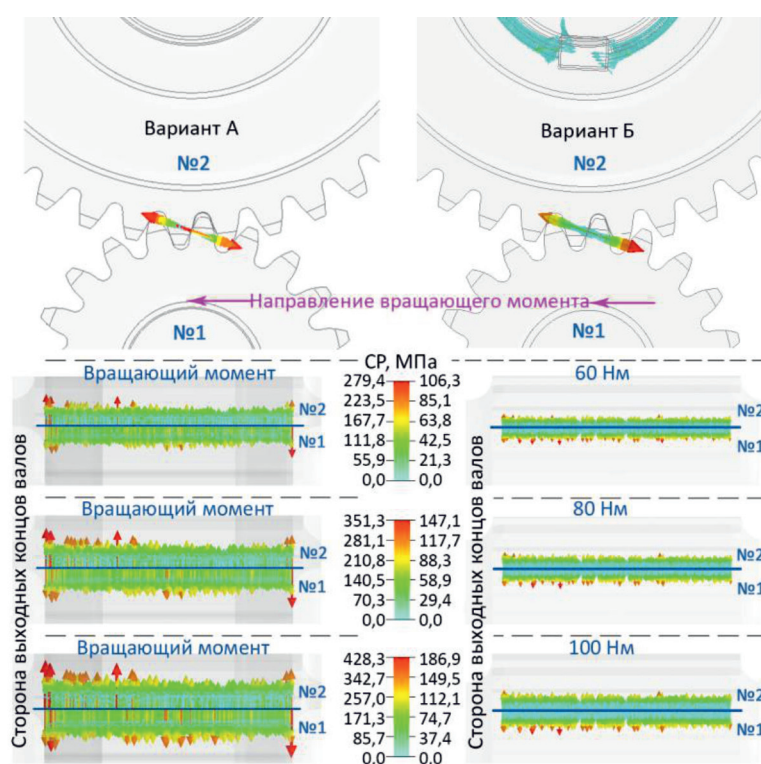 Вариант А
Вариант Б
№2
№2
Направление вращающего момента
№1
№1
СР, МПа
Вращающий момент
60 Нм
279,4 106,3
223,5 85,1
167,7 63,8
111,8 42,5
55,9 21,3
0,0 0,0
№2
№1
№2
№1
Вращающий момент
80 Нм
351,3 147,1
281,1 117,7
210,8 88,3
140,5 58,9
70,3 29,4
0,0 0,0
№2
№1
№2
№1
Вращающий момент
100 Нм
428,3 186,9
342,7 149,5
257,0 112,1
171,3 74,7
85,7 37,4
0,0 0,0
№2
№1
№2
№1
Сторона выходных концов валов
Сторона выходных концов валов